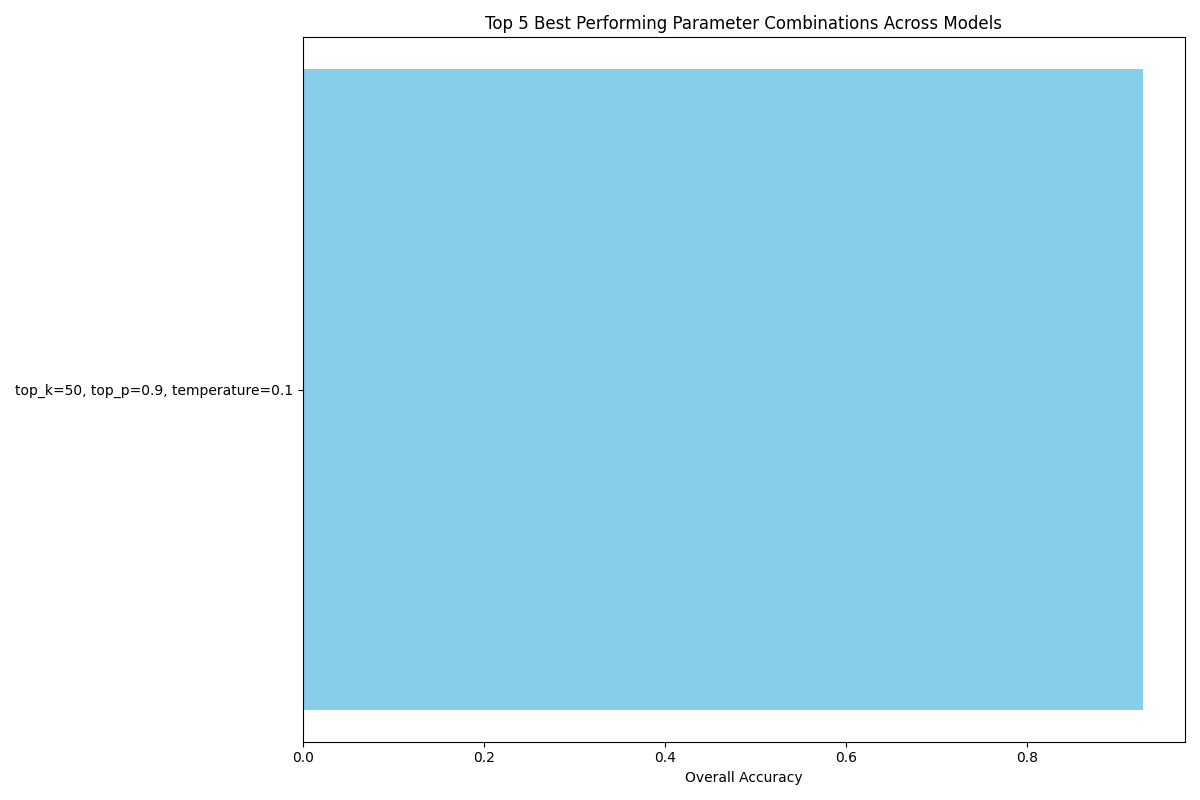 Top 5 Best Performing Parameter Combinations Across Models
top_k=50, top_p=0.9, temperature=0.1
0.0 0.2 0.4 0.6 0.8
Overall Accuracy